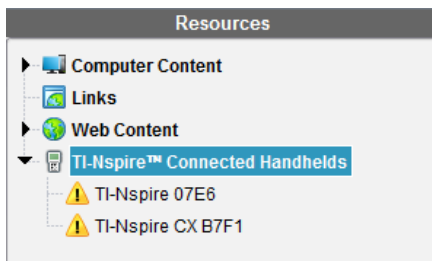 Resources
Computer Content
Links
Web Content
TI-Nspire™ Connected Handhelds
TI-Nspire 07E6
TI-Nspire CX B7F1